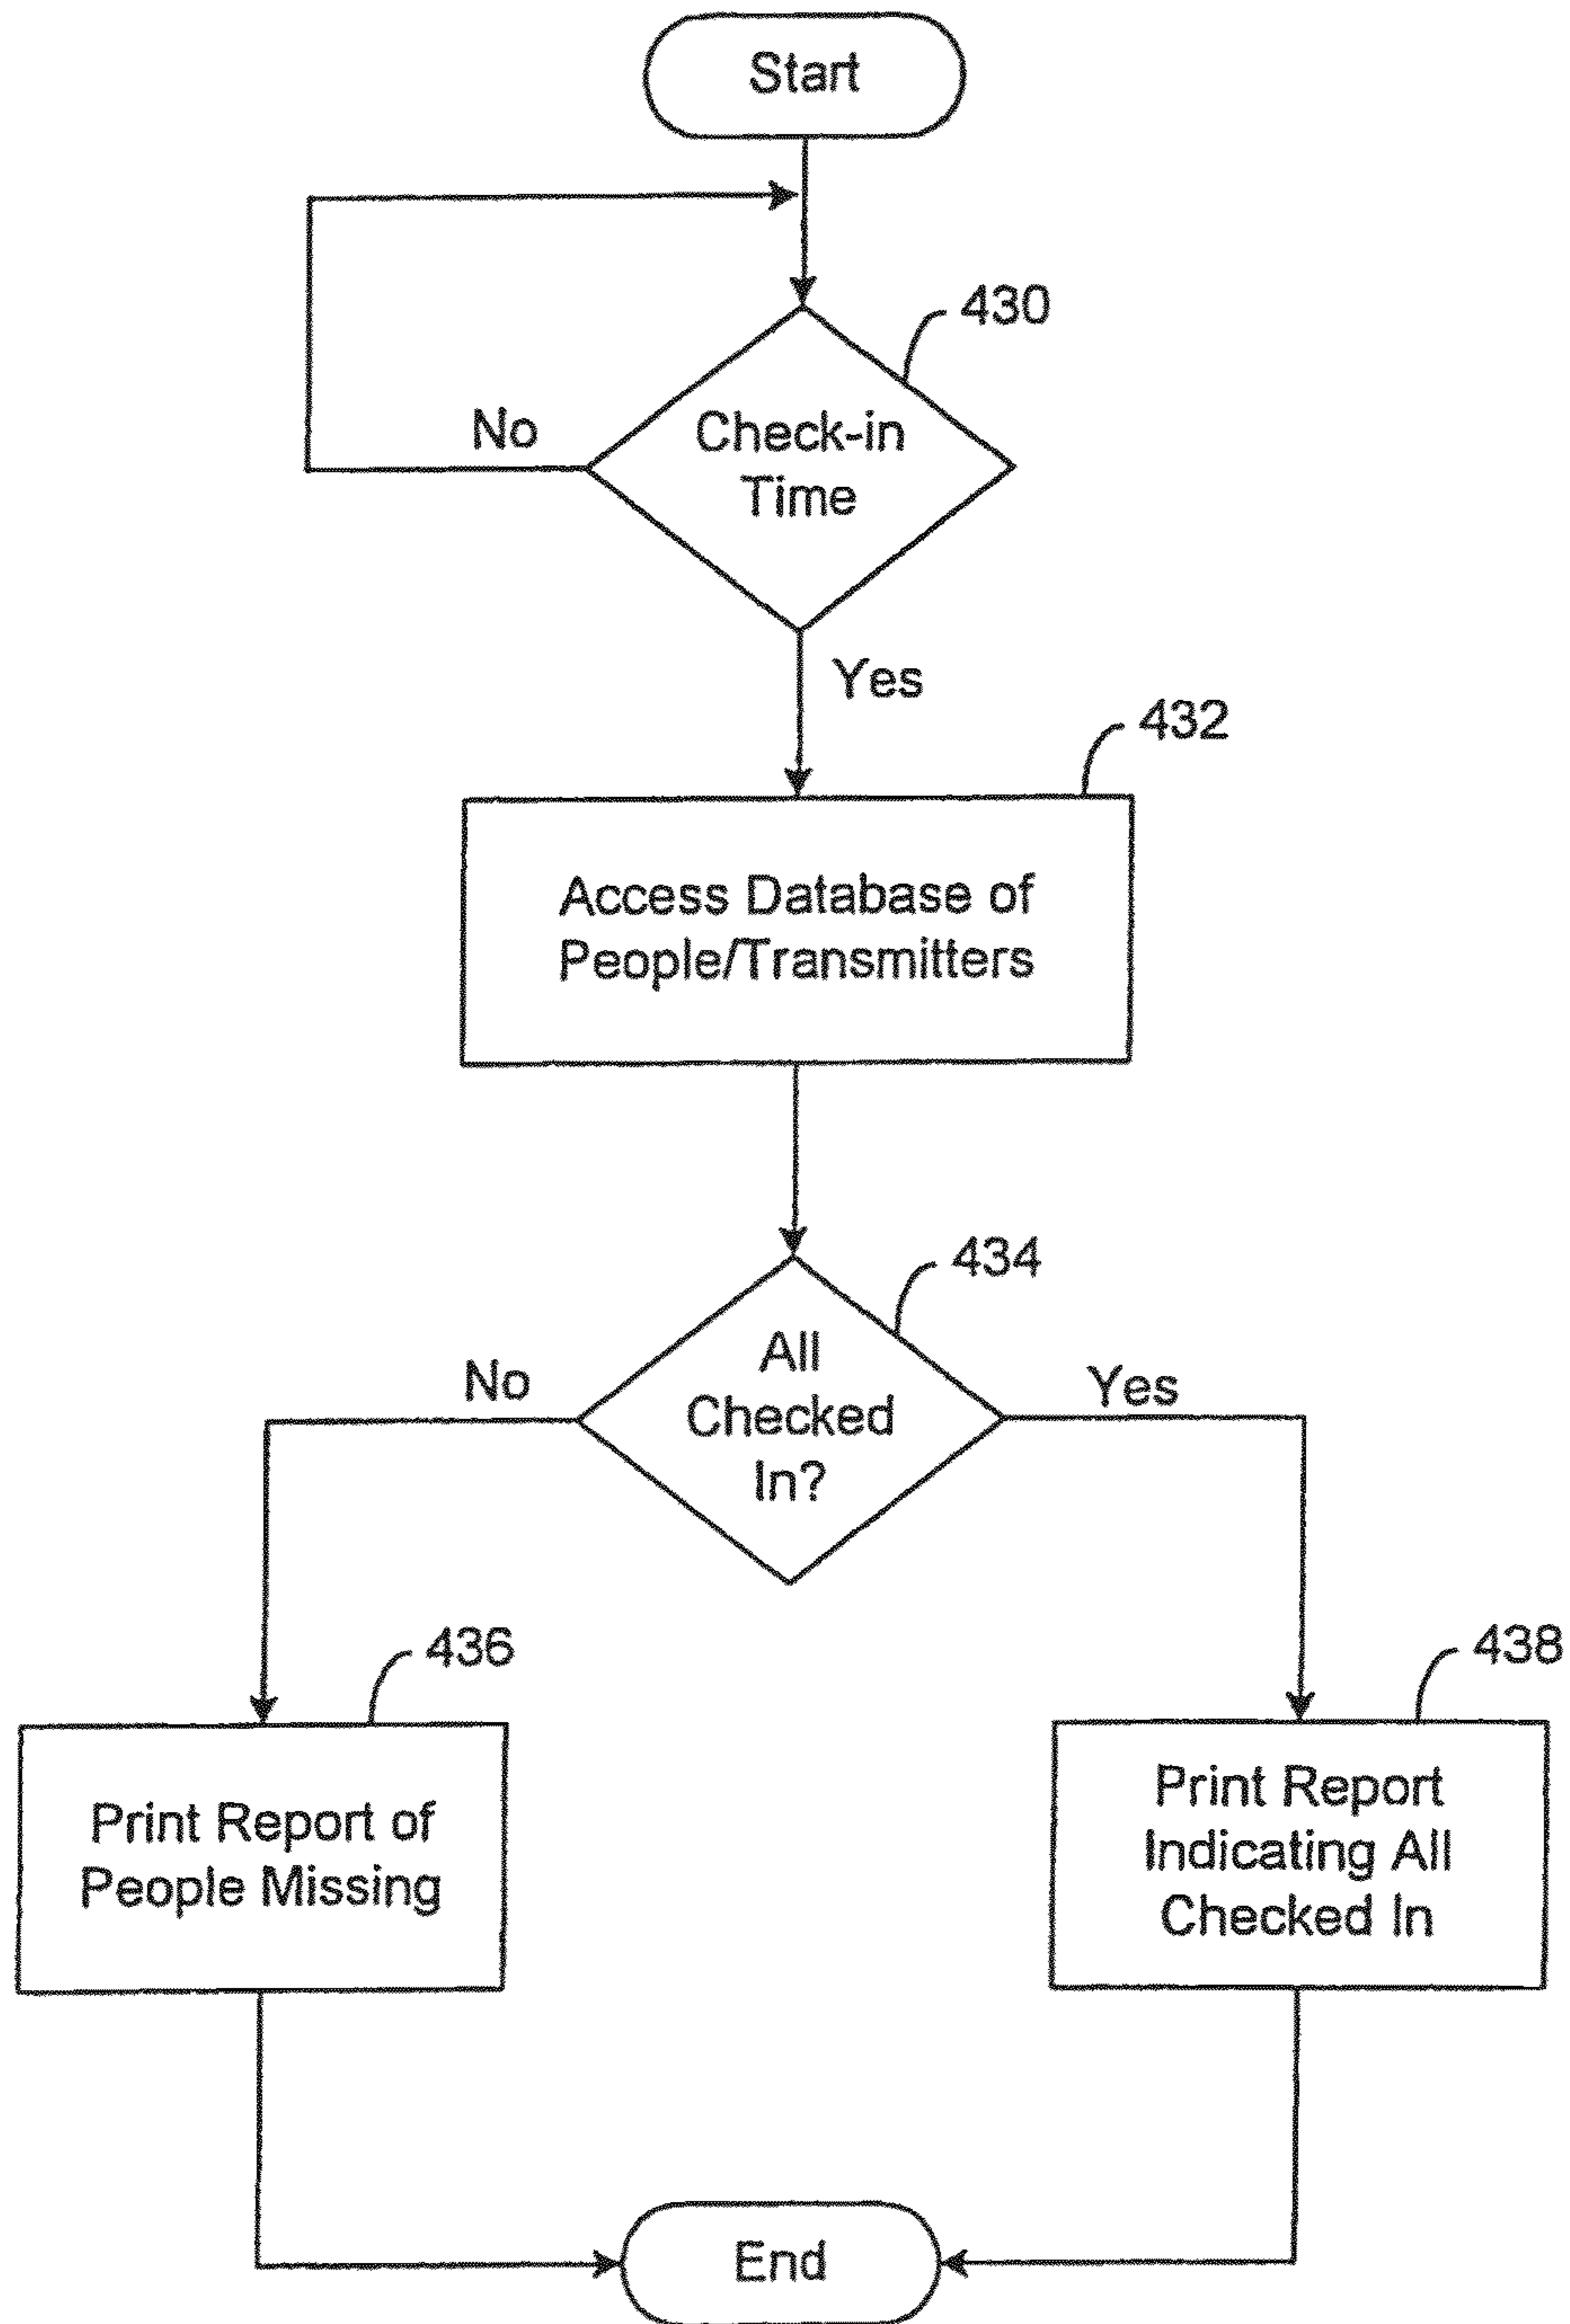 Start
430
No
Check-in
Time
Yes
432
Access Database of
People/Transmitters
434
No
All
Checked
In?
Yes
436
438
Print Report of
People Missing
Print Report
Indicating All
Checked In
End